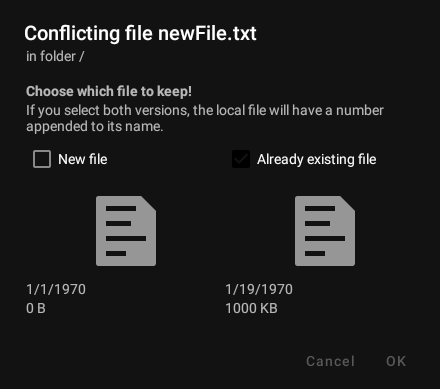 Conflicting file newFile.txt
in folder /
Choose which file to keep!
If you select both versions, the local file will have a number
appended to its name.
New file
Already existing file
1/1/1970
1/19/1970
0 B
1000 KB
Cancel
OK